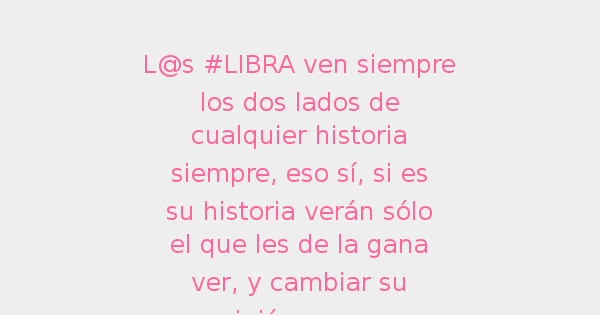 L@s #LIBRA ven siempre
los dos lados de
cualquier historia
siempre, eso sí, si es
su historia verán sólo
el que les de la gana
ver, y cambiar su